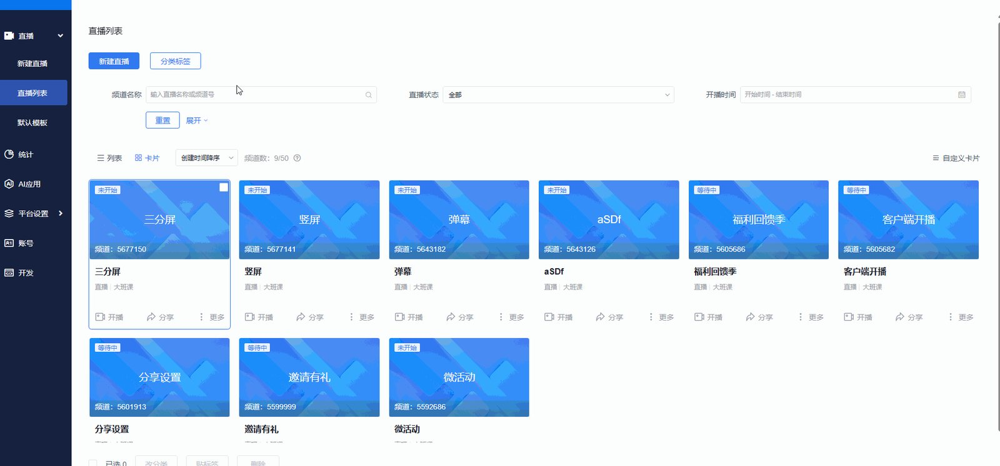 直播
新建直播
直播列表
默认模板
统计
AI应用
平台设置
账号
开发
直播列表
新建直播 分类标签
频道名称 输入直播名称或频道号 直播状态 全部 开播时间 开始时间 - 结束时间
重置 展开
列表 卡片 创建时间降序 频道数：9/50 自定义卡片
未开始 未开始 未开始 未开始 等待中 等待中
三分屏 竖屏 弹幕 aSDf 福利回馈季 客户端开播
频道：5677150 频道：5677141 频道：5643182 频道：5643126 频道：5605686 频道：5605682
三分屏 竖屏 弹幕 aSDf 福利回馈季 客户端开播
直播 大班课 直播 大班课 直播 大班课 直播 大班课 直播 大班课 直播 大班课
开播 分享 更多 开播 分享 更多 开播 分享 更多 开播 分享 更多 开播 分享 更多 开播 分享 更多
等待中 等待中 未开始
分享设置 邀请有礼 微活动
频道：5601913 频道：5599999 频道：5592686
分享设置 邀请有礼 微活动
已选 0 改分类 贴标签 删除